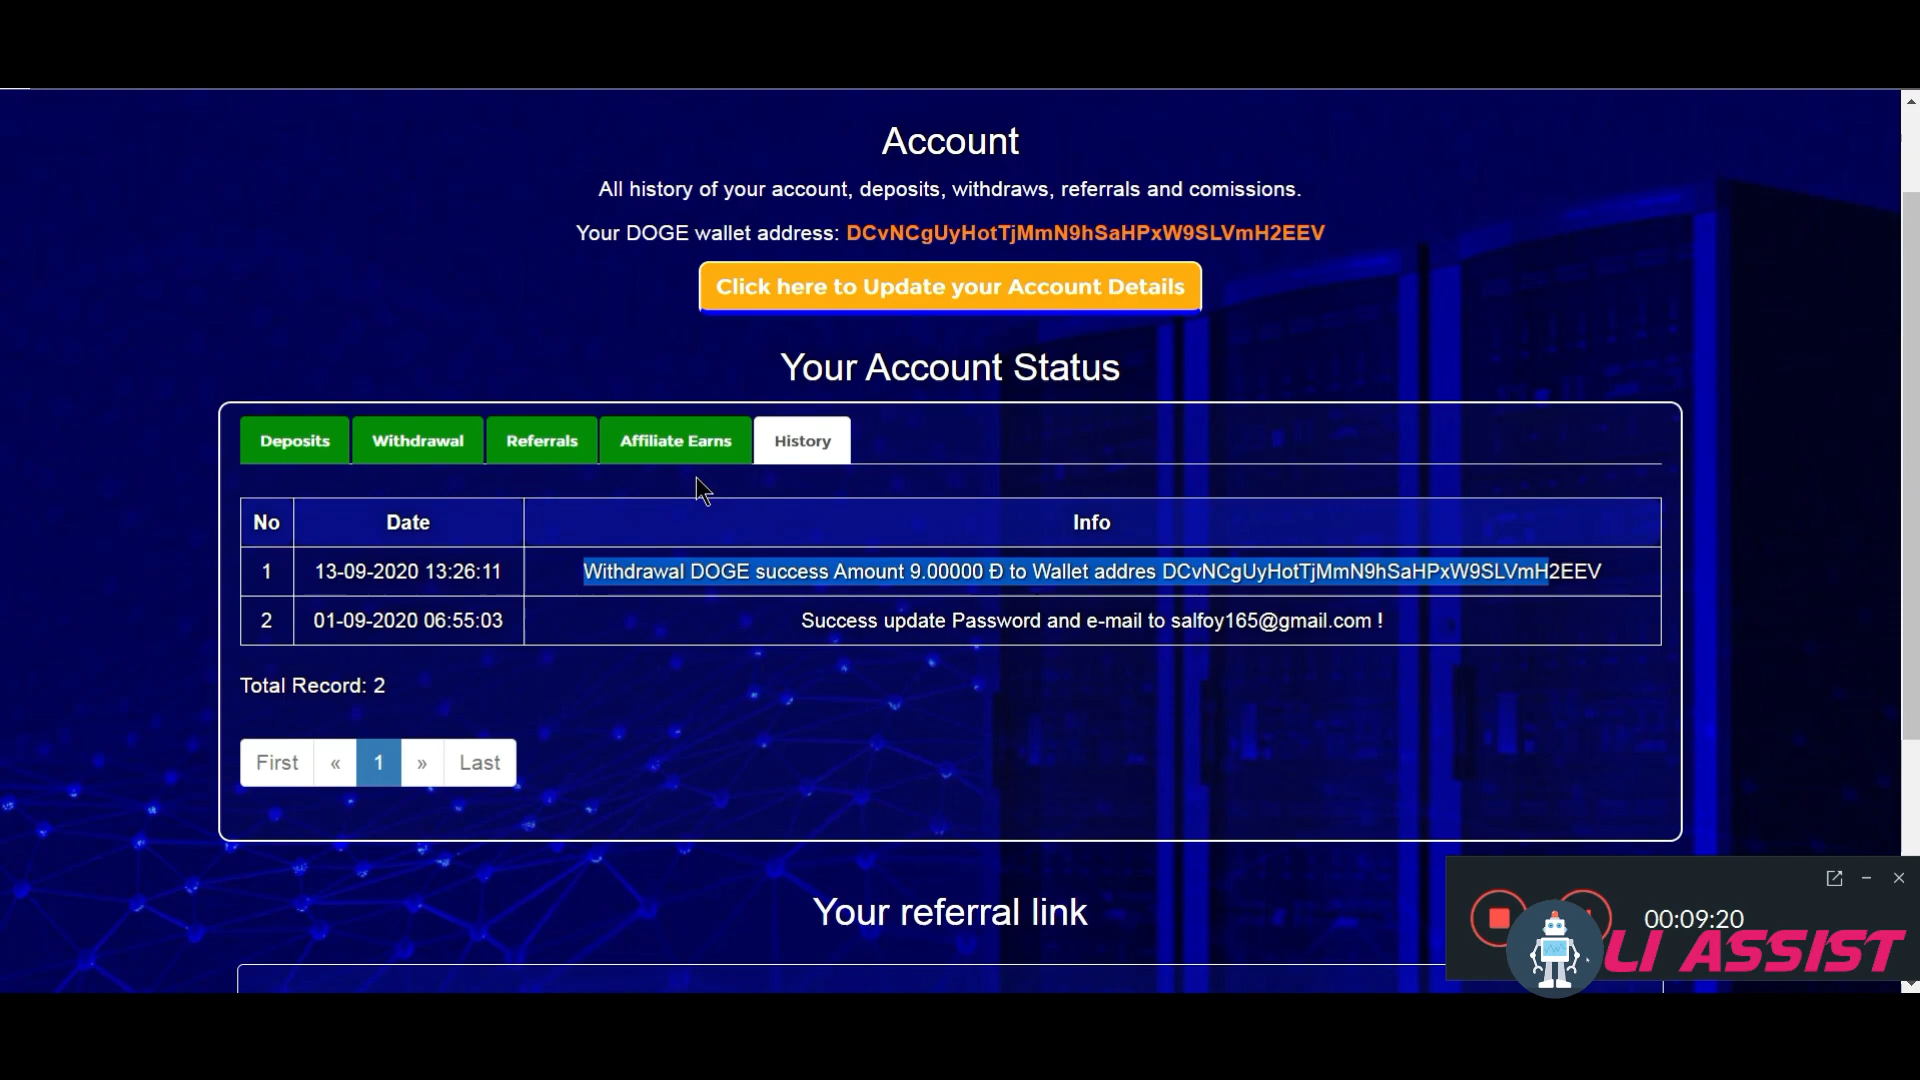 Account
All history of your account, deposits, withdraws, referrals and comissions.
Your DOGE wallet address: DCvNCgUyHotTjMmN9hSaHPxW9SLVmH2EEV
Click here to Update your Account Details
Your Account Status
Deposits Withdrawal Referrals Affiliate Earns History
No Date Info
1 13-09-2020 13:26:11 Withdrawal DOGE success Amount 9.00000 Đ to Wallet addres DCvNCgUyHotTjMmN9hSaHPxW9SLVmH2EEV
2 01-09-2020 06:55:03 Success update Password and e-mail to salfoy165@gmail.com !
Total Record: 2
First « 1 » Last
Your referral link
00:09:20
LI ASSIST